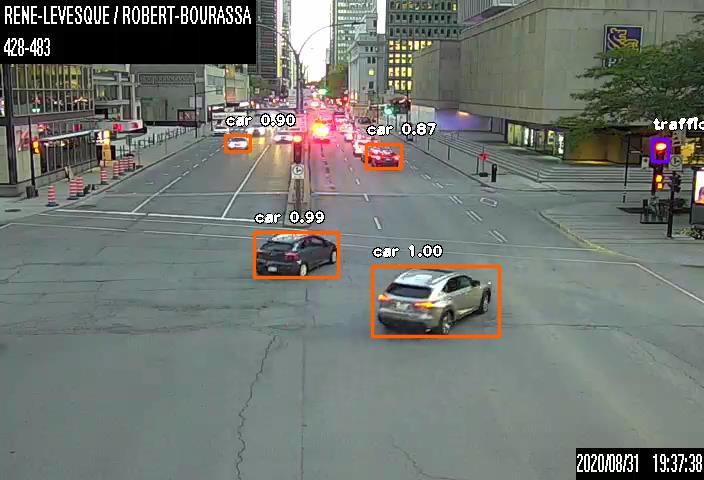 RENE-LEVESQUE / ROBERT-BOURASSA
428-483
car 0.90
car 0.87
traffic
car 0.99
car 1.00
2020/08/31 19:37:38